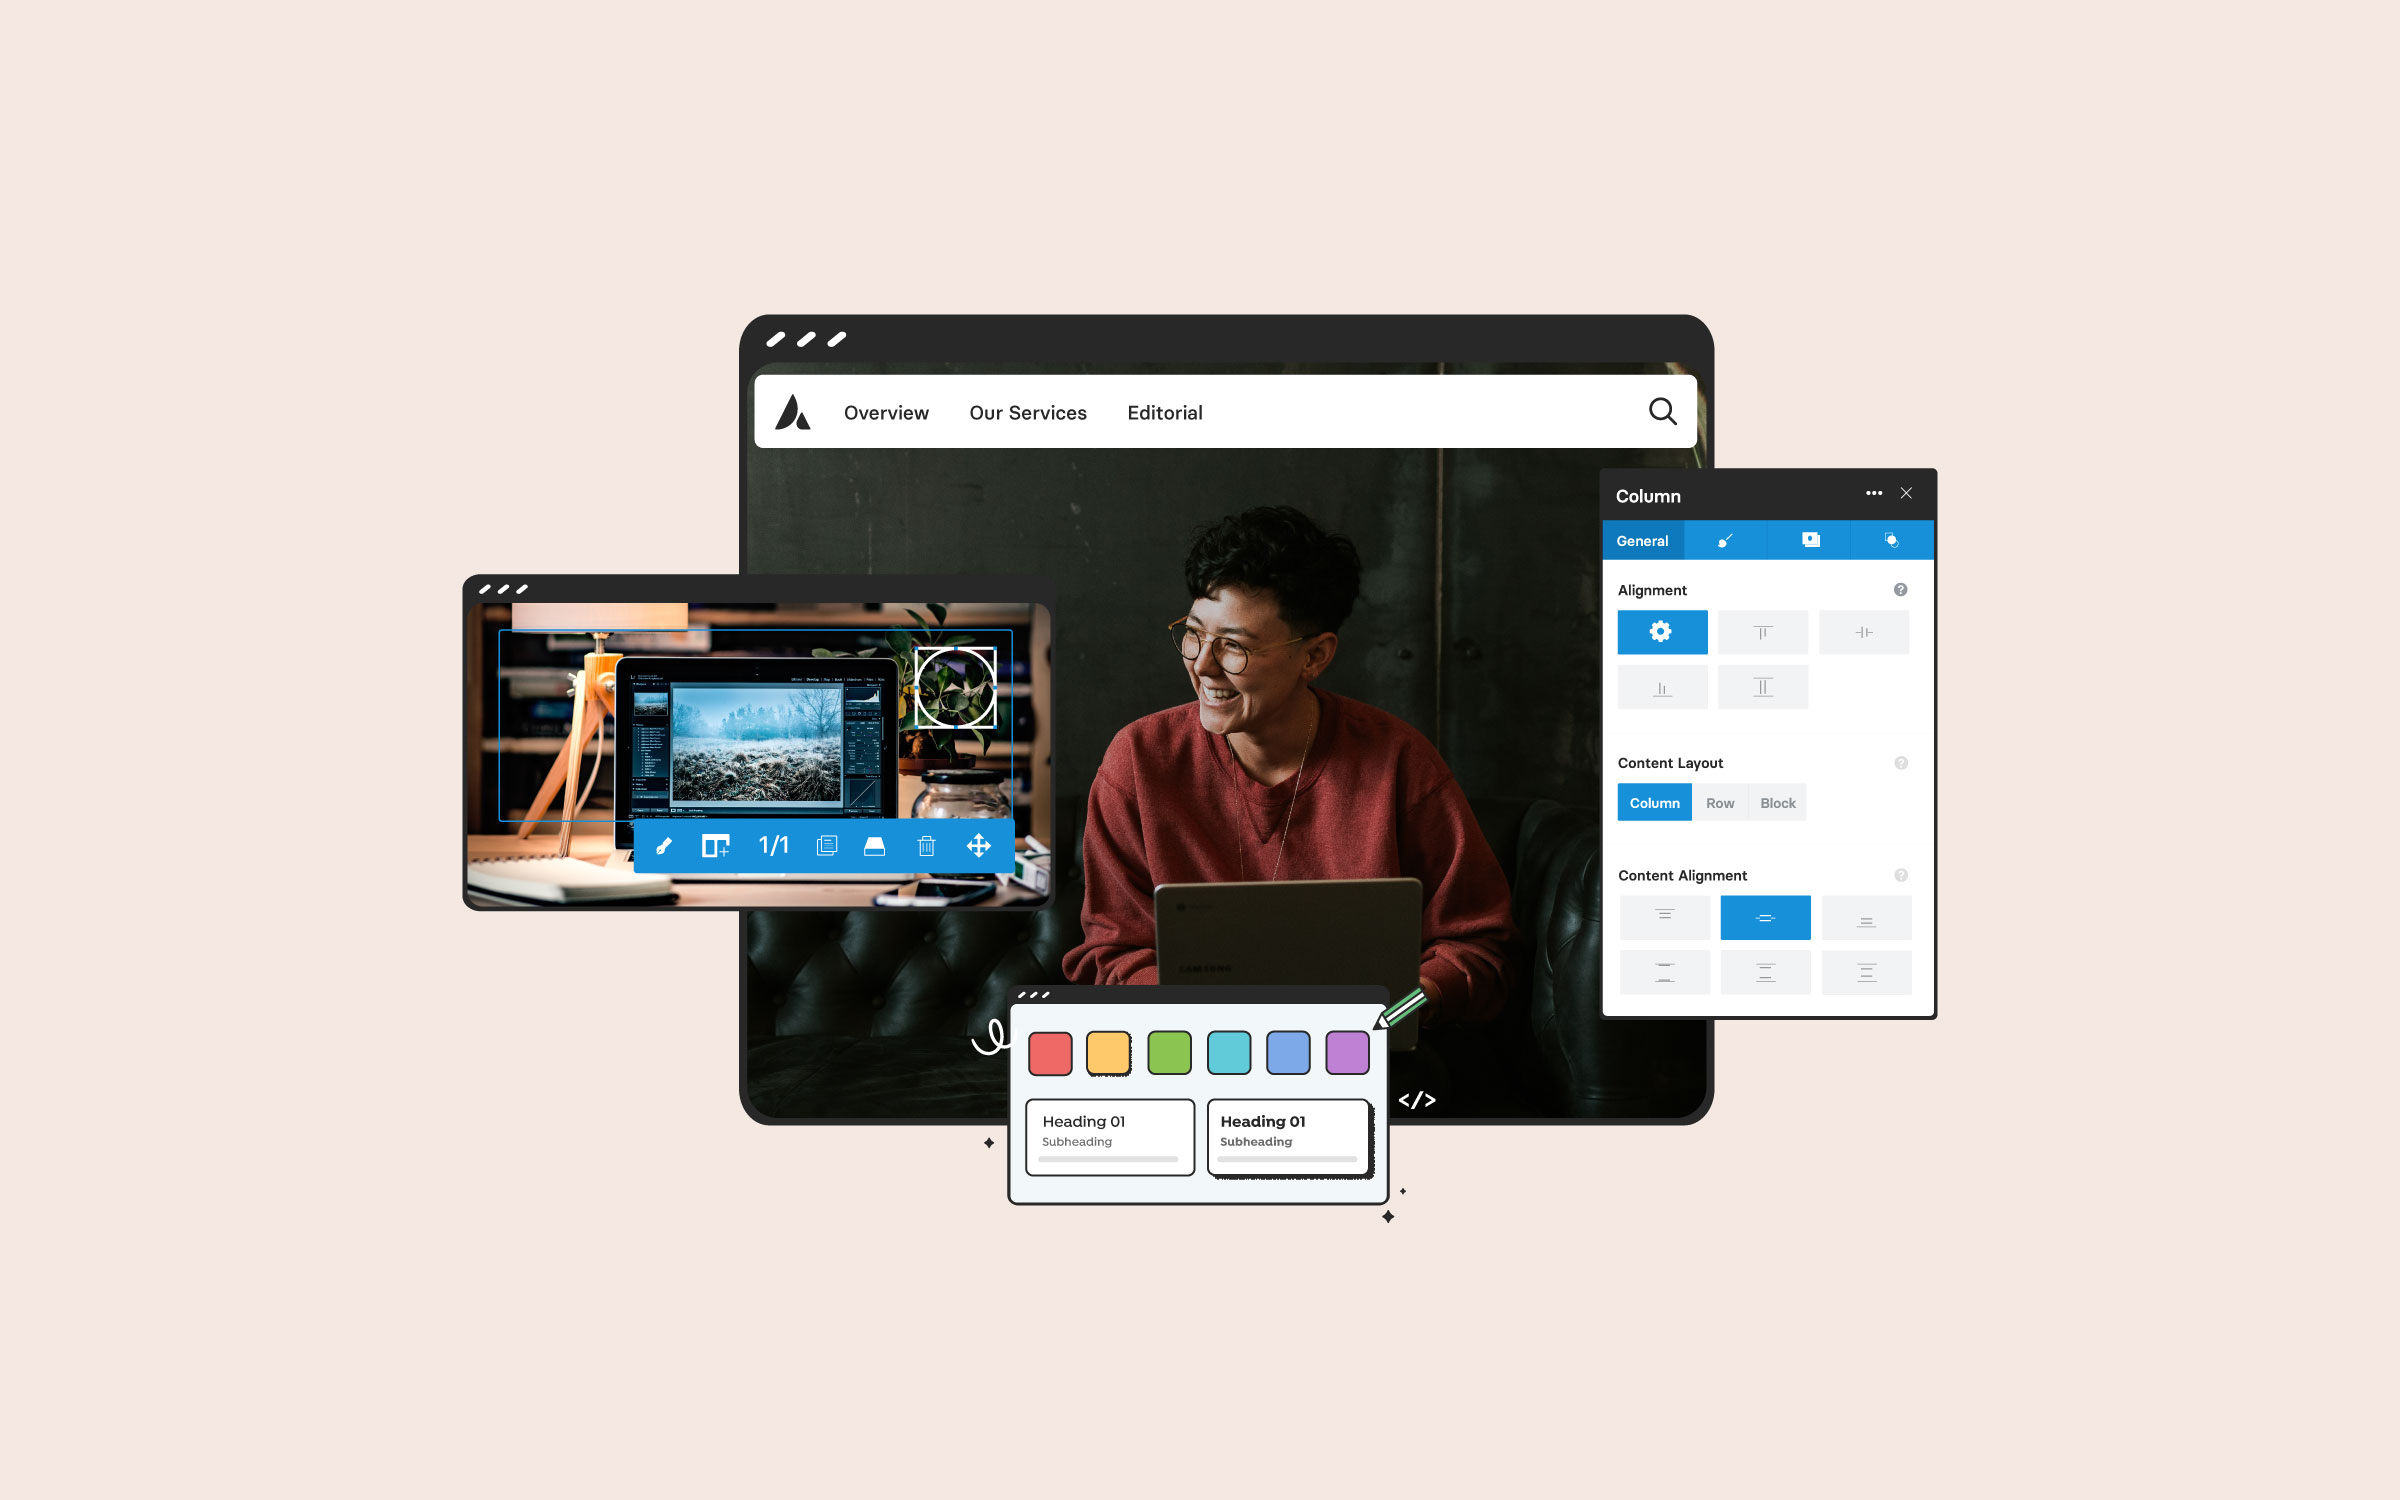 Overview
Our Services
Editorial
Column
General
Alignment
?
Content Layout
?
Column
Row
Block
Content Alignment
?
1/1
SAMSUNG
</>
Heading 01
Subheading
Heading 01
Subheading